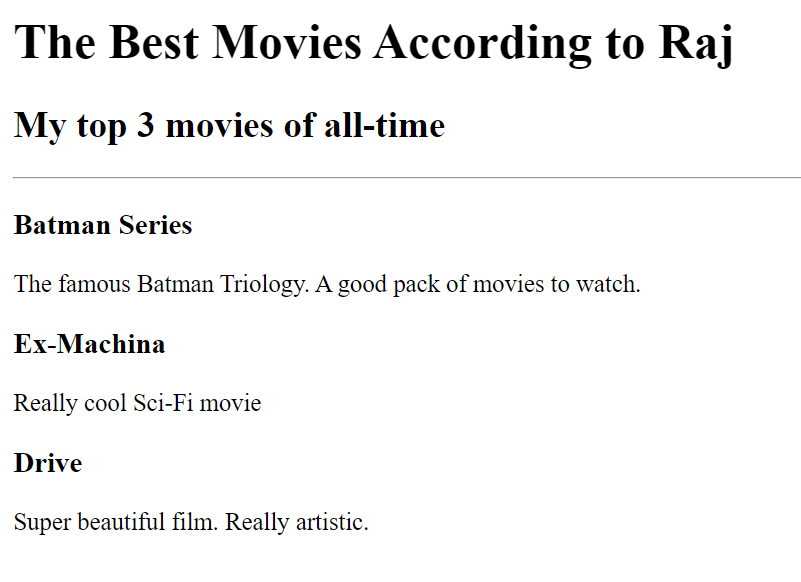 The Best Movies According to Raj
My top 3 movies of all-time
Batman Series
The famous Batman Triology. A good pack of movies to watch.
Ex-Machina
Really cool Sci-Fi movie
Drive
Super beautiful film. Really artistic.